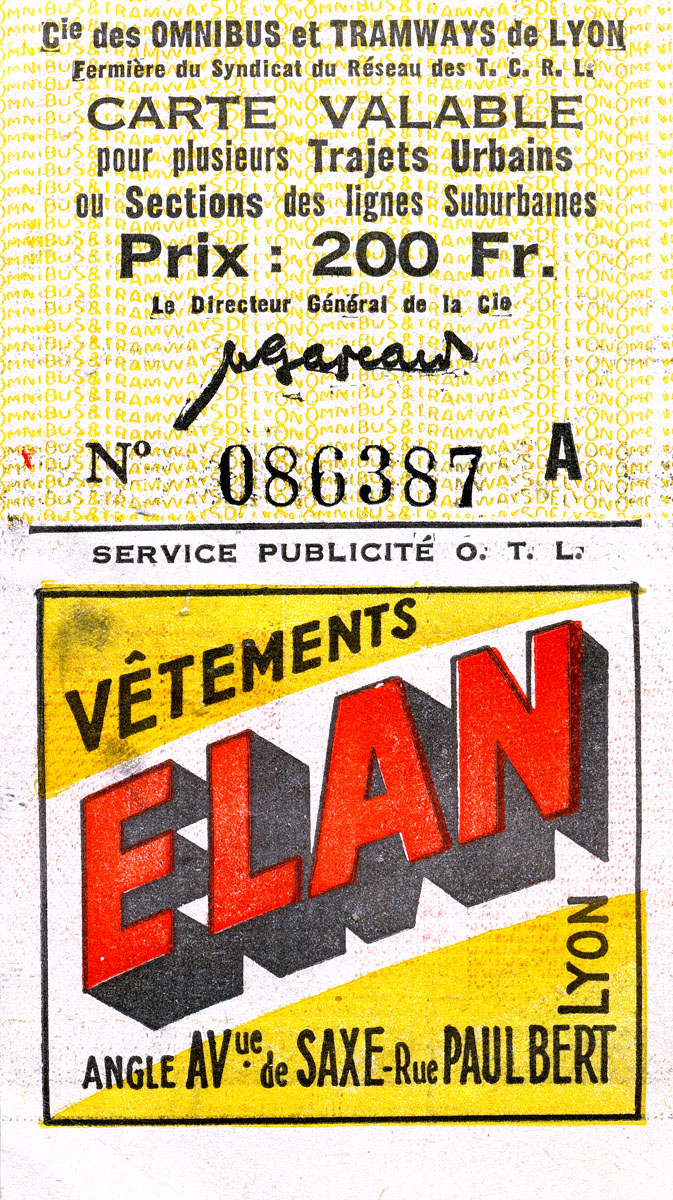 Cie des OMNIBUS et TRAMWAYS de LYON
Fermière du Syndicat du Réseau des T. C. R. L.
CARTE VALABLE
pour plusieurs Trajets Urbains
ou Sections des lignes Suburbaines
Prix : 200 Fr.
Le Directeur Général de la Cie
Nº 086387 A
SERVICE PUBLICITÉ O. T. L.
VÊTEMENTS
ELAN
LYON
ANGLE AVue de SAXE-Rue PAUL BERT